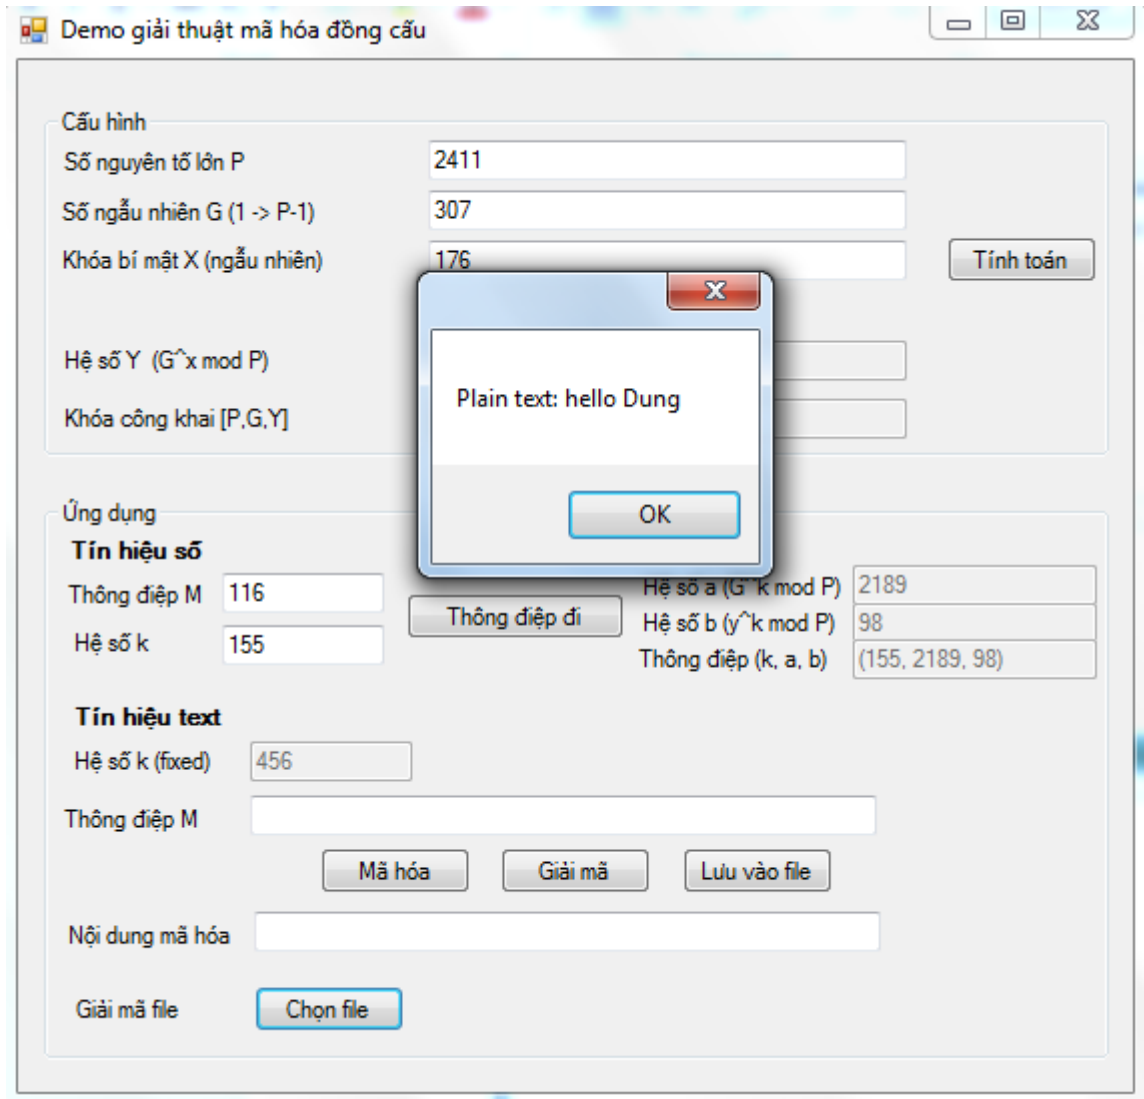 Demo giải thuật mã hóa đồng cấu
Cấu hình
Số nguyên tố lớn P 2411
Số ngẫu nhiên G (1 -> P-1) 307
Khóa bí mật X (ngẫu nhiên) 176 Tính toán
Hệ số Y (G^x mod P)
Khóa công khai [P,G,Y]
Plain text: hello Dung
OK
Ứng dụng
Tín hiệu số
Thông điệp M 116
Hệ số k 155
Thông điệp đi
Hệ số a (G^k mod P) 2189
Hệ số b (y^k mod P) 98
Thông điệp (k, a, b) (155, 2189, 98)
Tín hiệu text
Hệ số k (fixed) 456
Thông điệp M
Mã hóa Giải mã Lưu vào file
Nội dung mã hóa
Giải mã file Chọn file